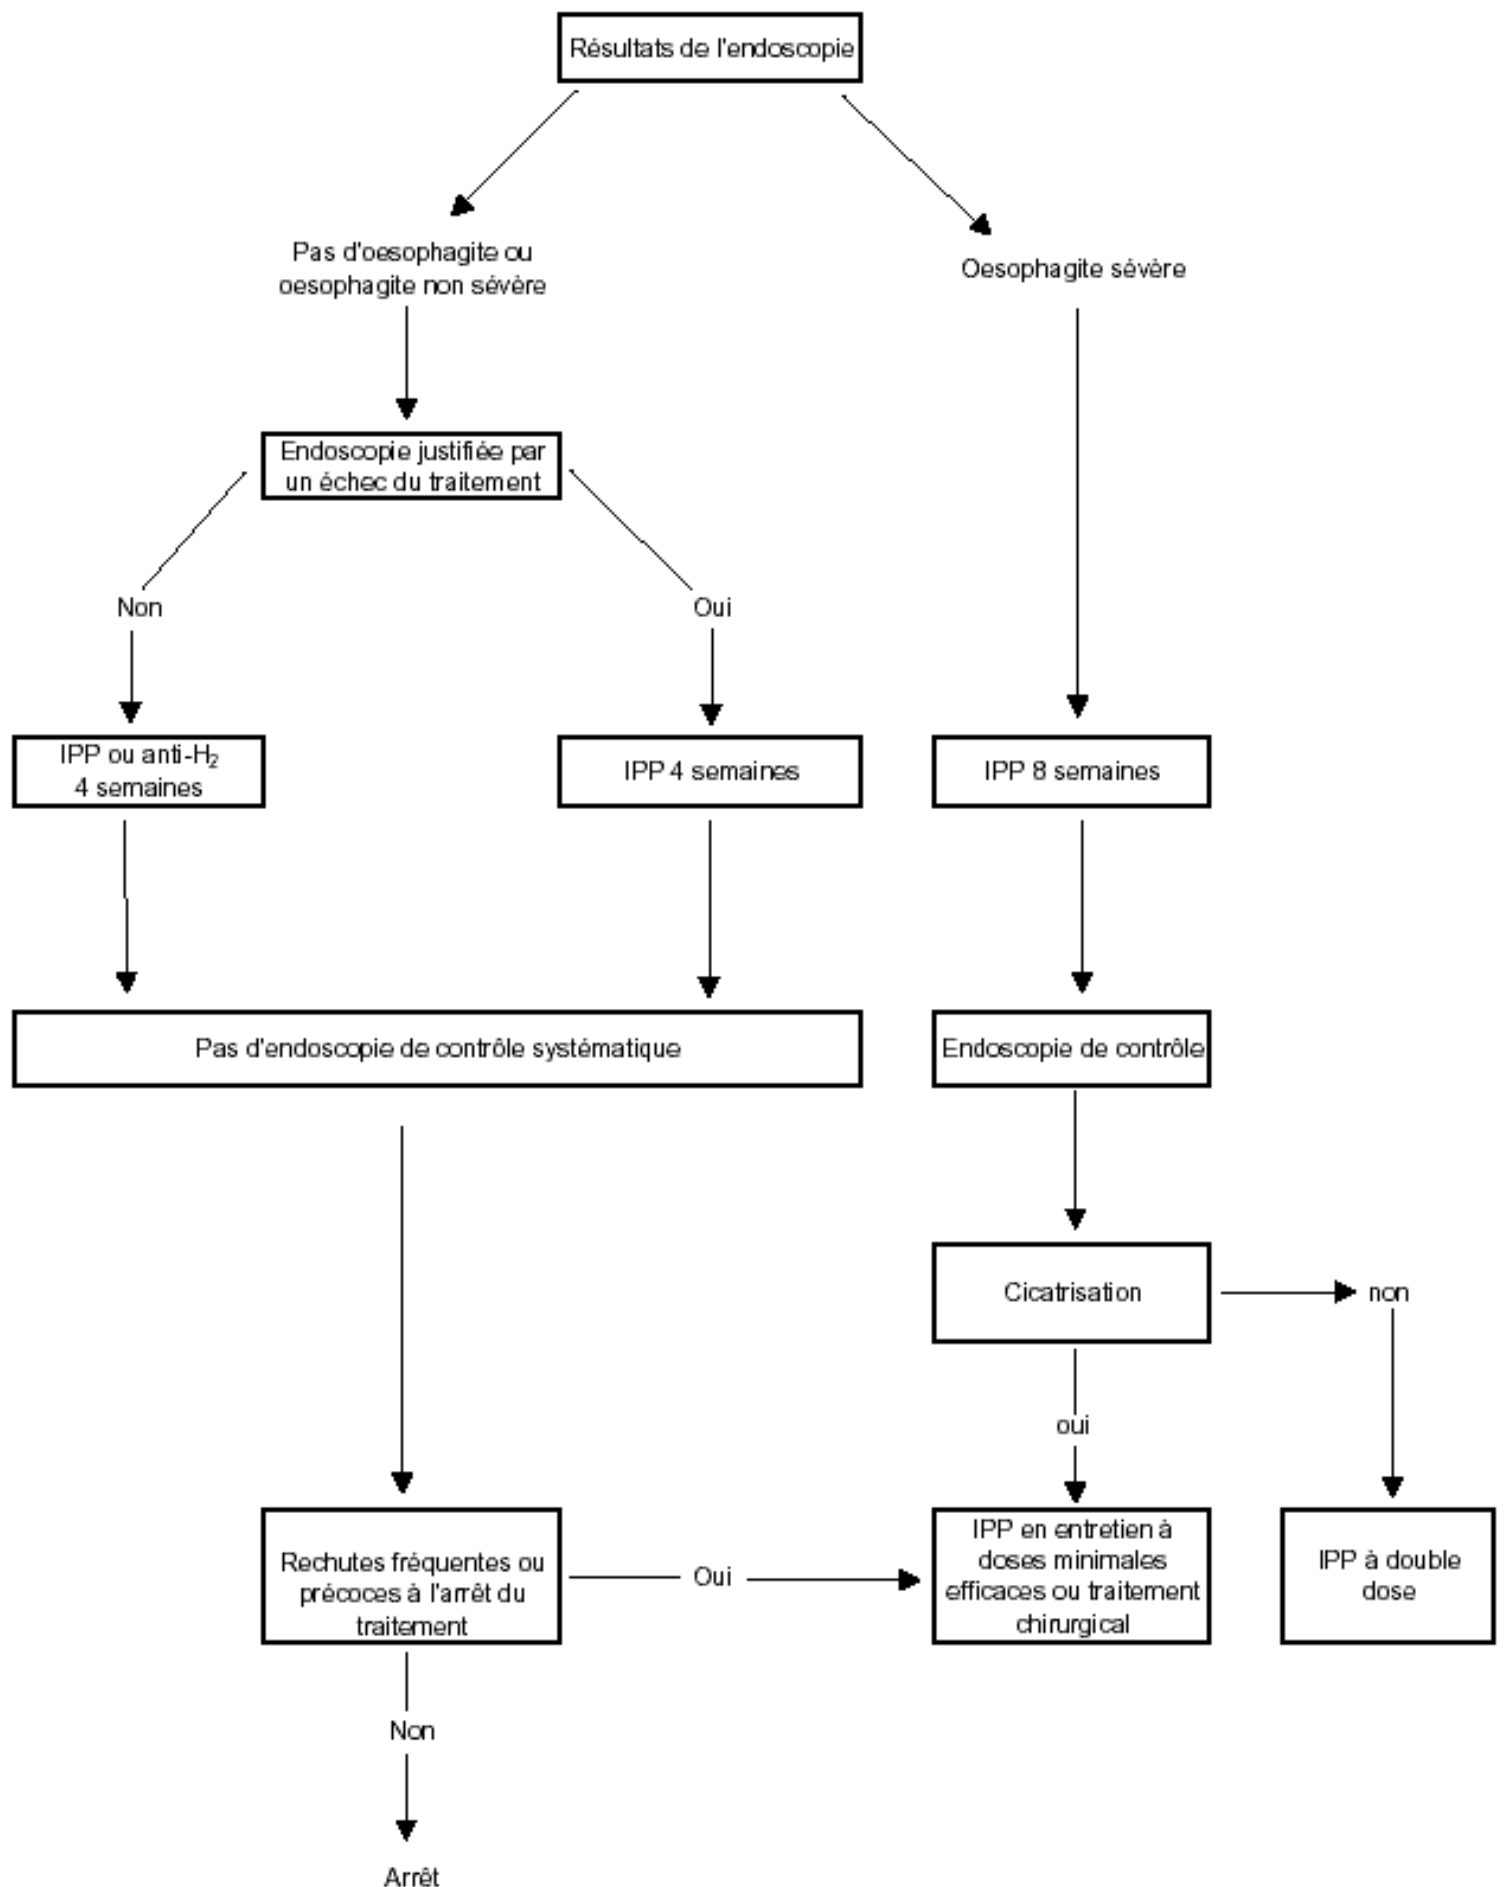 Résultats de l'endoscopie
Pas d'oesophagite ou
oesophagite non sévère
Oesophagite sévère
Endoscopie justifiée par
un échec du traitement
Non
Oui
IPP ou anti-H₂
4 semaines
IPP 4 semaines
IPP 8 semaines
Pas d'endoscopie de contrôle systématique
Endoscopie de contrôle
Cicatrisation
non
oui
Rechutes fréquentes ou
précoces à l'arrêt du
traitement
Oui
IPP en entretien à
doses minimales
efficaces ou traitement
chirurgical
IPP à double
dose
Non
Arrêt